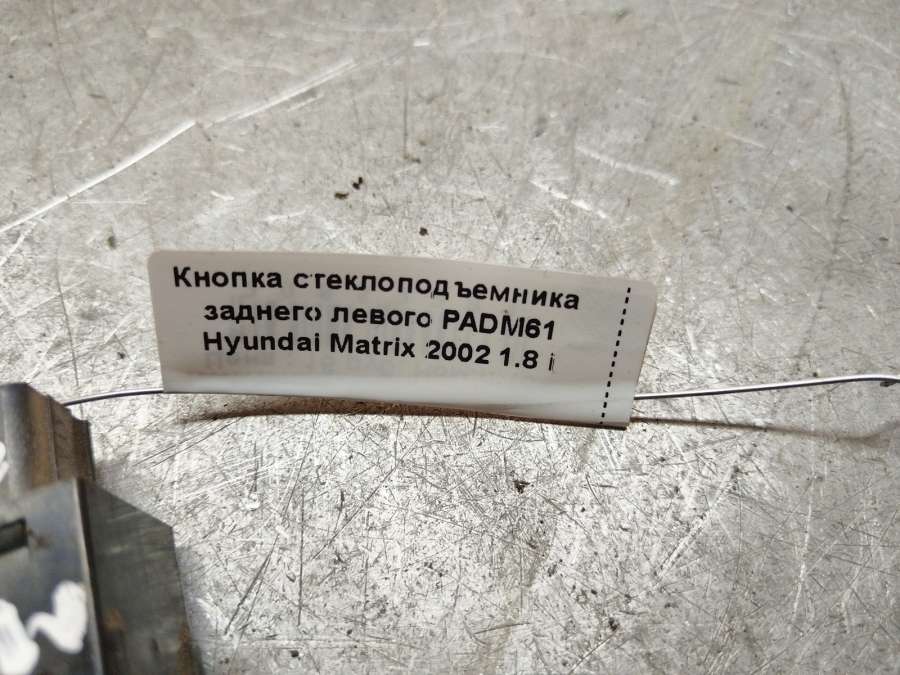 Кнопка стеклоподъемника
заднего левого PADM61
Hyundai Matrix 2002 1.8 i